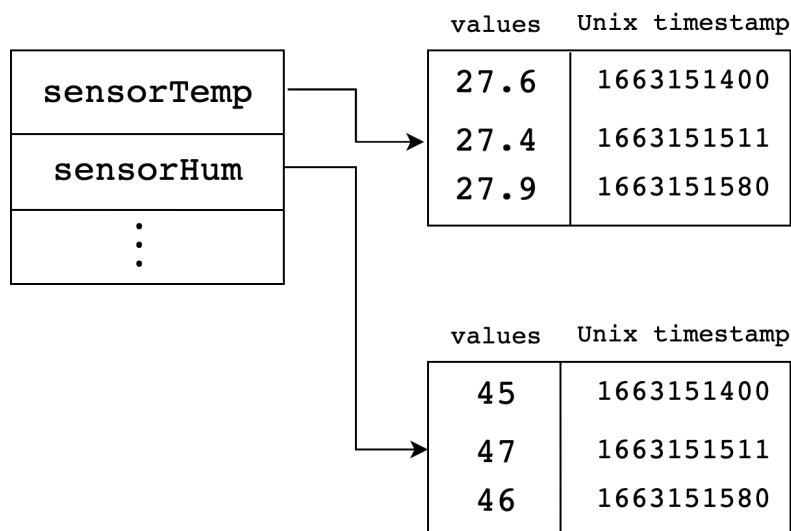 values Unix timestamp
sensorTemp
27.6 1663151400
27.4 1663151511
sensorHum
27.9 1663151580
values Unix timestamp
45 1663151400
47 1663151511
46 1663151580